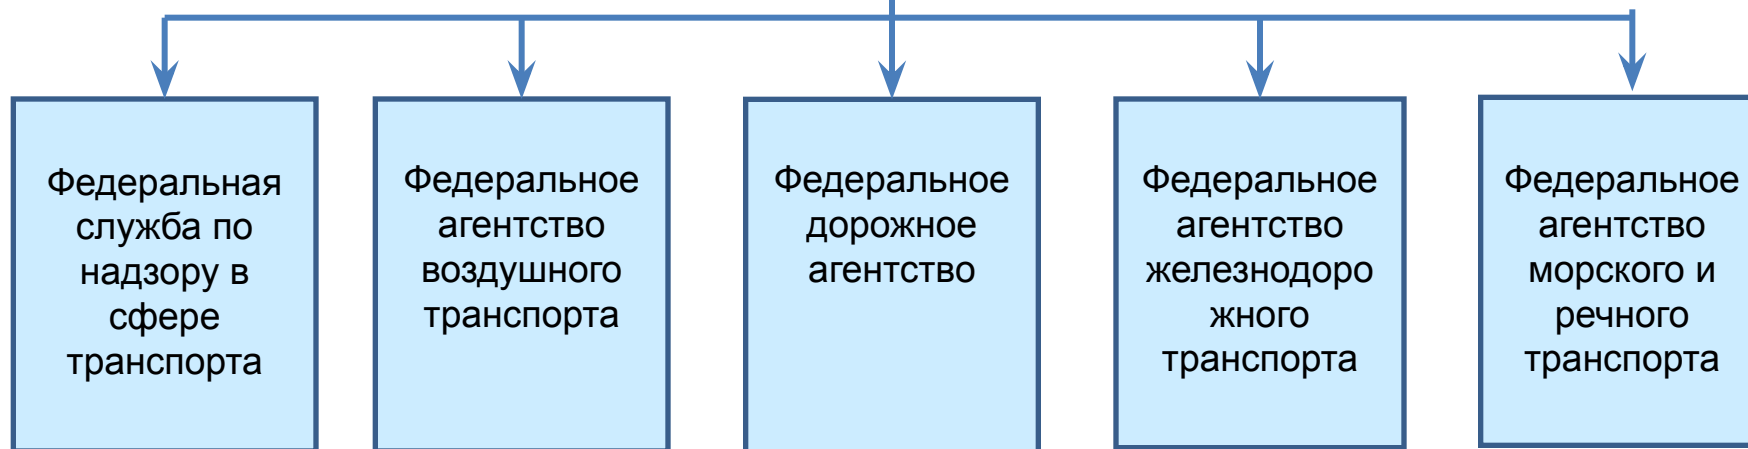 Федеральная
служба по
надзору в
сфере
транспорта
Федеральное
агентство
воздушного
транспорта
Федеральное
дорожное
агентство
Федеральное
агентство
железнодоро
жного
транспорта
Федеральное
агентство
морского и
речного
транспорта